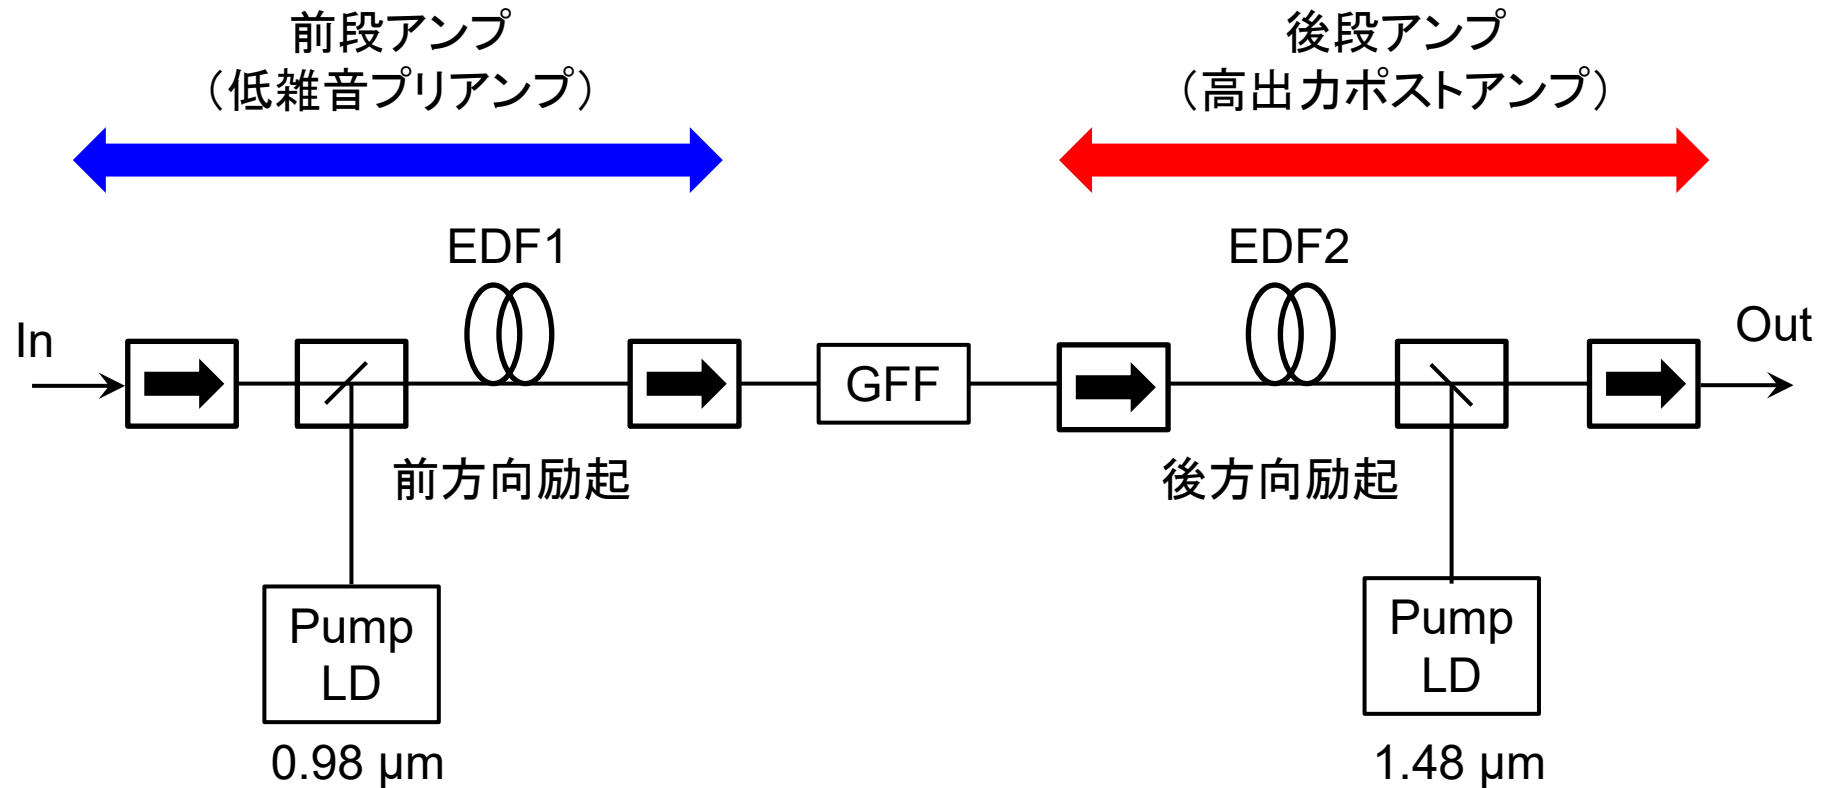 前段アンプ
（低雑音プリアンプ）
後段アンプ
（高出力ポストアンプ）
EDF1
EDF2
In
Out
GFF
前方向励起
後方向励起
Pump
LD
Pump
LD
0.98 μm
1.48 μm